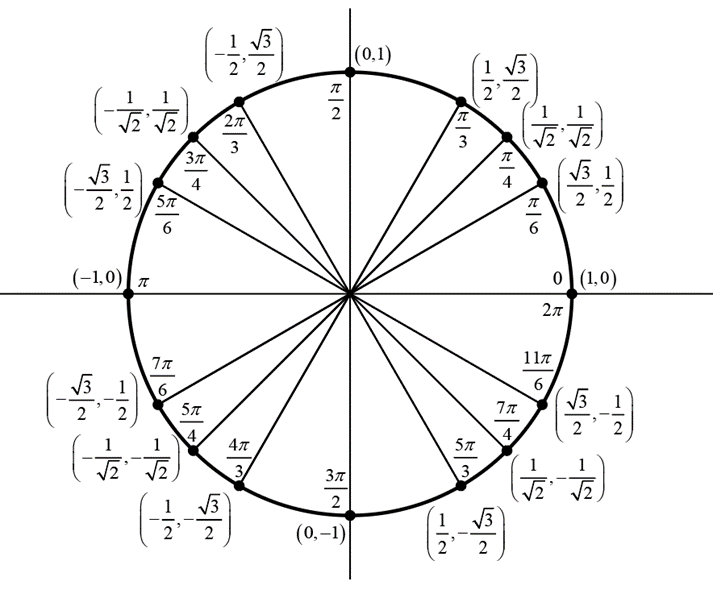 (-1/2, √3/2)
(0,1)
(1/2, √3/2)
π/2
(-1/√2, 1/√2)
2π/3
π/3
(1/√2, 1/√2)
3π/4
π/4
(-√3/2, 1/2)
5π/6
π/6
(√3/2, 1/2)
(-1,0) π
0 (1,0)
2π
7π/6
11π/6
(-√3/2, -1/2)
5π/4
7π/4
(√3/2, -1/2)
(-1/√2, -1/√2)
4π/3
3π/2
5π/3
(1/√2, -1/√2)
(-1/2, -√3/2)
(0,-1)
(1/2, -√3/2)